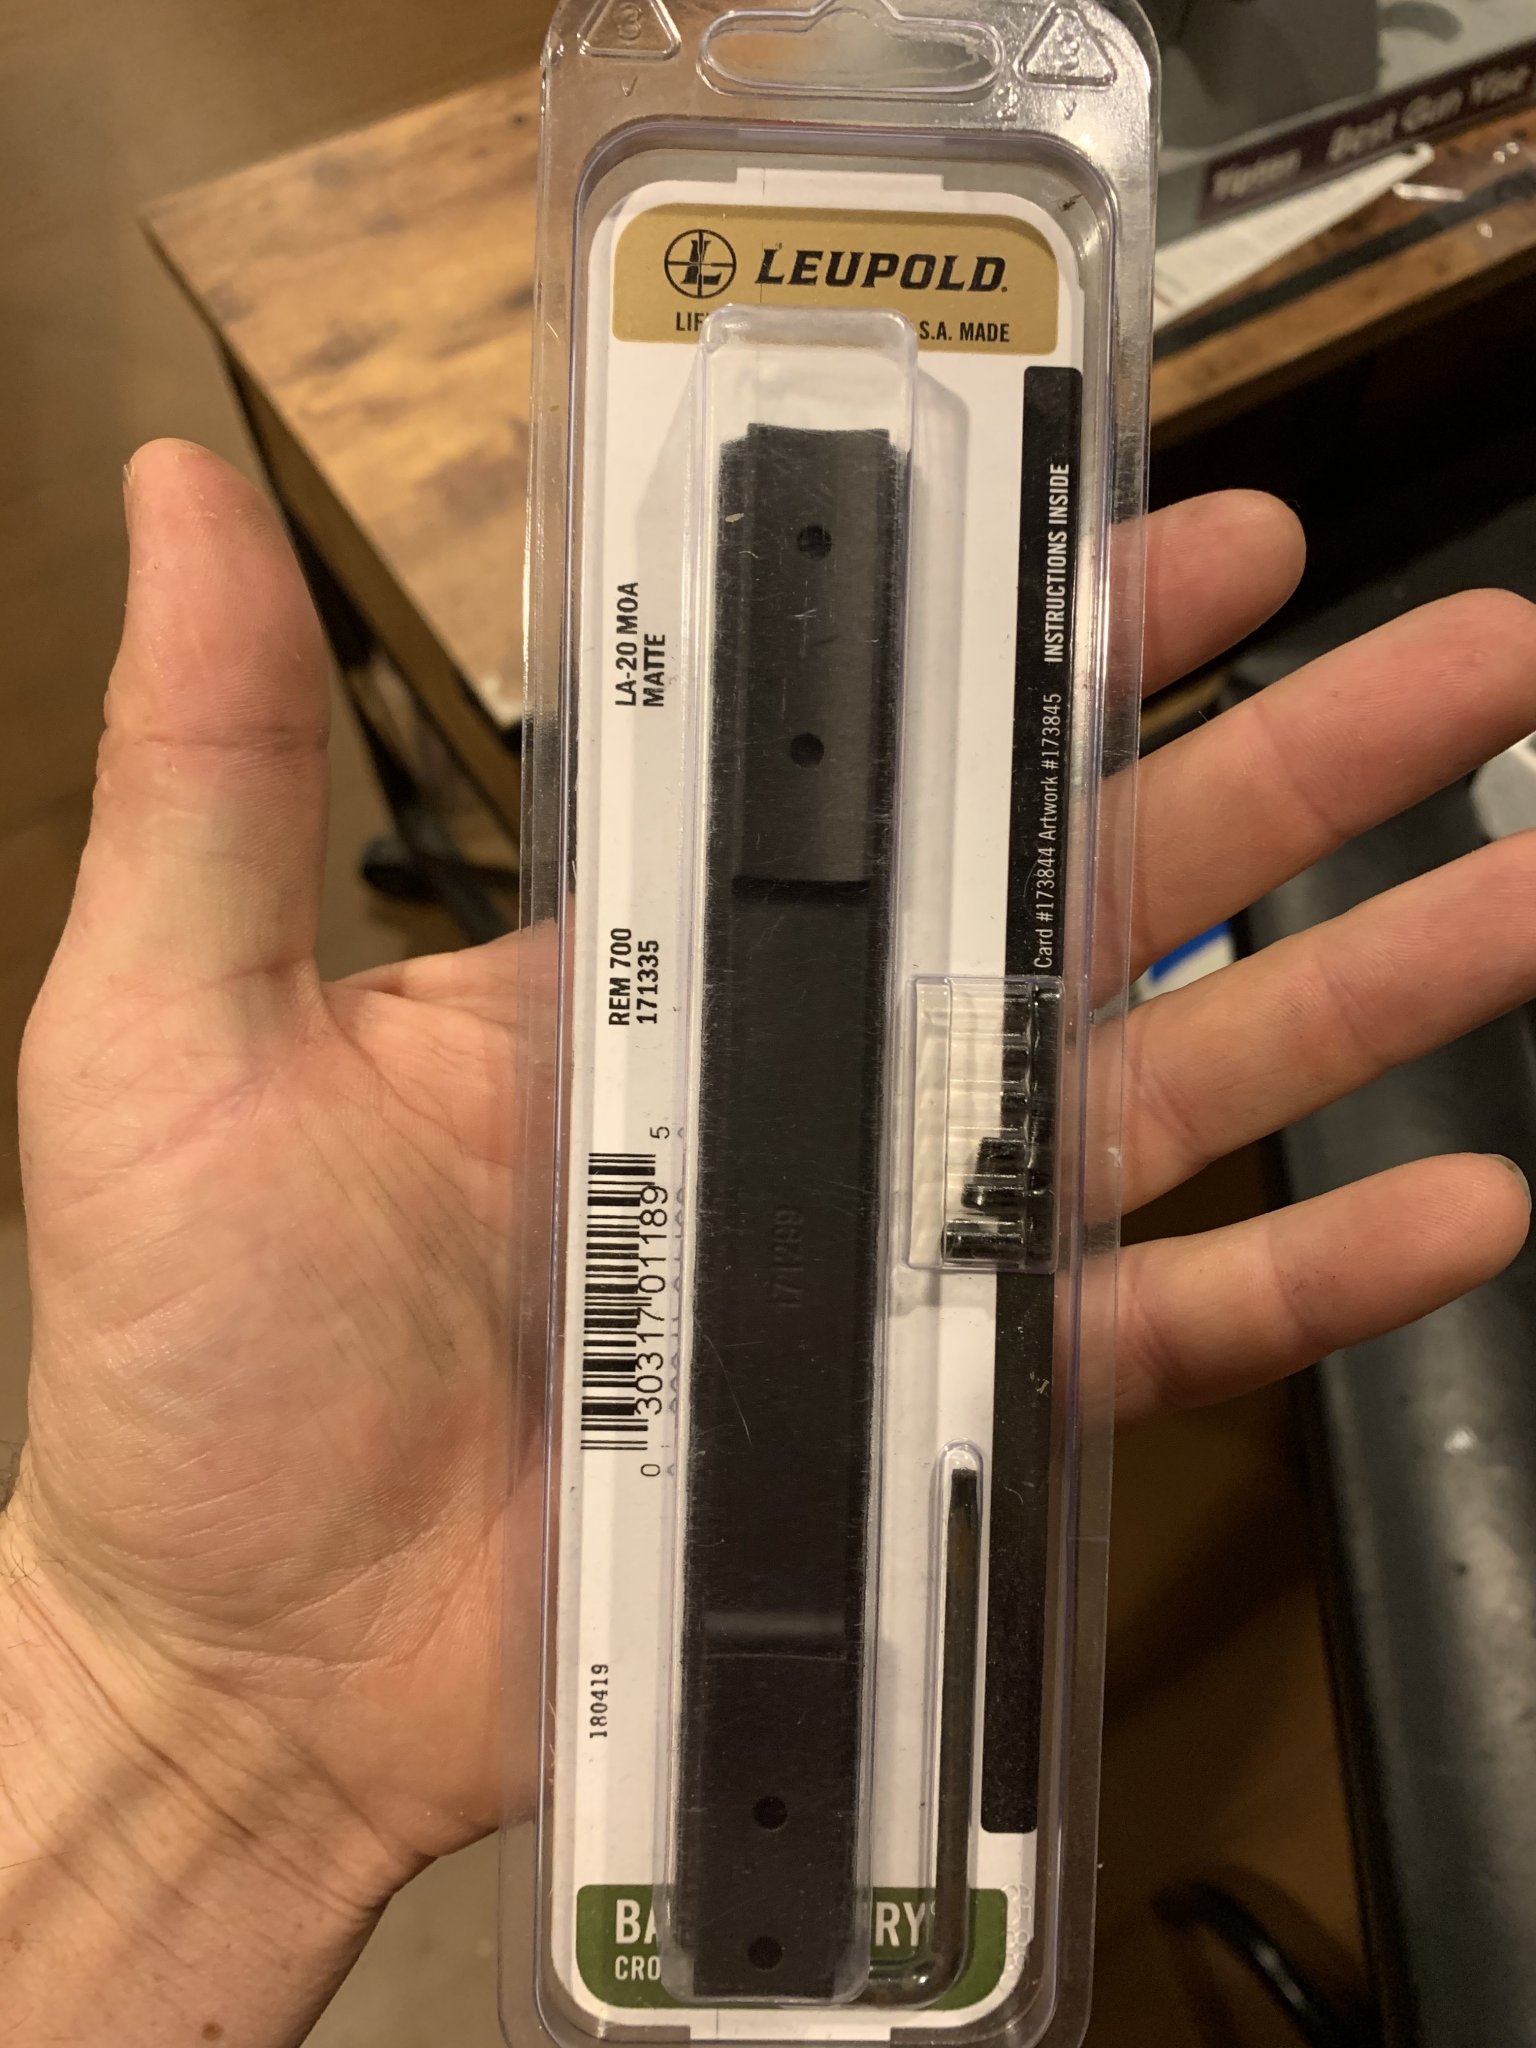 LEUPOLD
S.A. MADE
LA-20 MOA
MATTE
REM 700
171335
0 30317 01189 5
180419
Card #173844 Artwork #173845 INSTRUCTIONS INSIDE
171299
Best Gun Vise